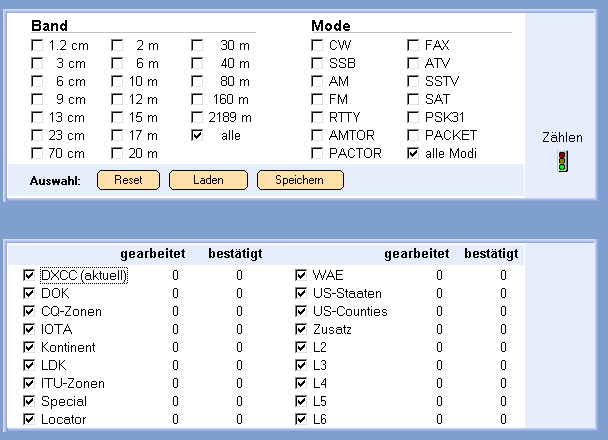 Band Mode
1.2 cm 2 m 30 m CW FAX
3 cm 6 m 40 m SSB ATV
6 cm 10 m 80 m AM SSTV
9 cm 12 m 160 m FM SAT
13 cm 15 m 2189 m RTTY PSK31
23 cm 17 m alle AMTOR PACKET Zählen
70 cm 20 m PACTOR alle Modi
Auswahl: Reset Laden Speichern
gearbeitet bestätigt gearbeitet bestätigt
DXCC (aktuell) 0 0 WAE 0 0
DOK 0 0 US-Staaten 0 0
CQ-Zonen 0 0 US-Counties 0 0
IOTA 0 0 Zusatz 0 0
Kontinent 0 0 L2 0 0
LDK 0 0 L3 0 0
ITU-Zonen 0 0 L4 0 0
Special 0 0 L5 0 0
Locator 0 0 L6 0 0